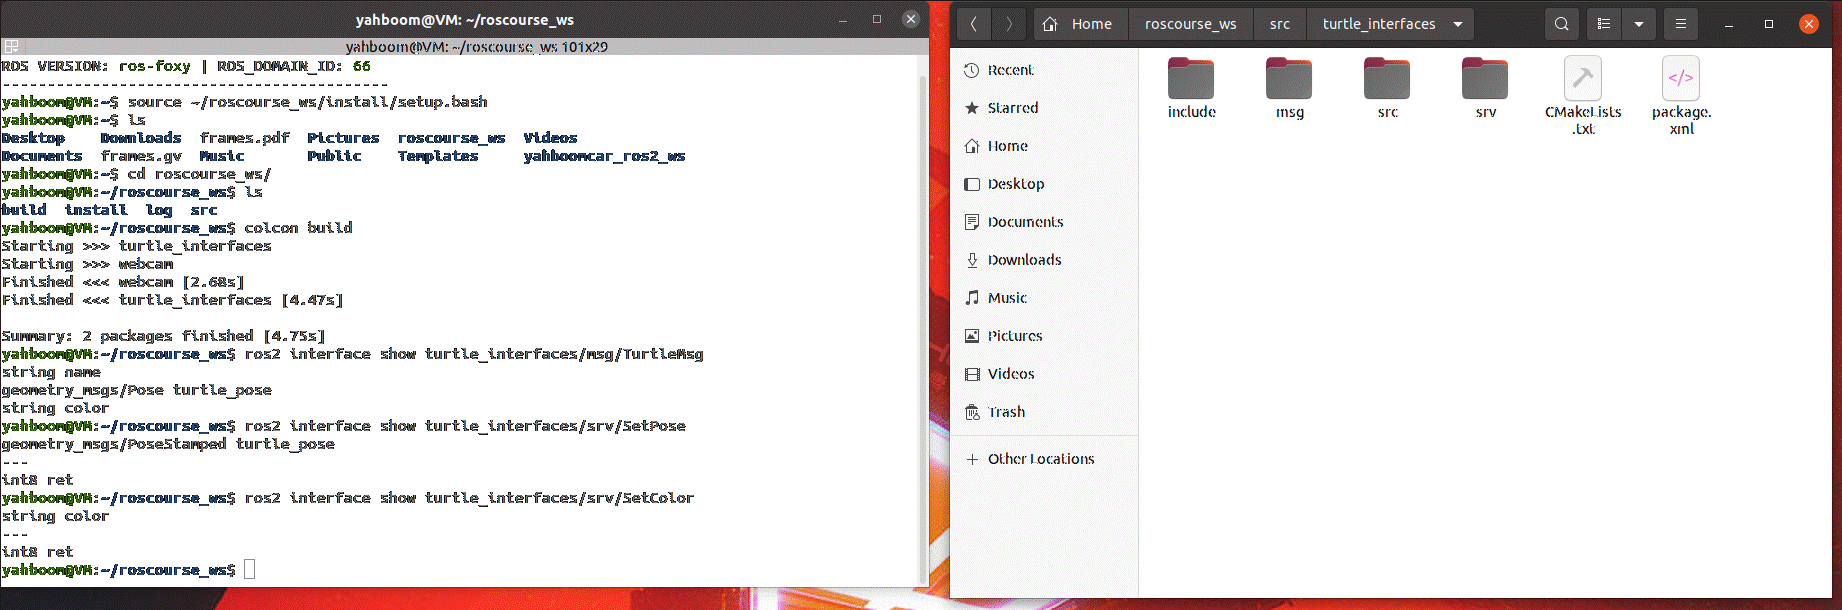 yahboom@VM: ~/roscourse_ws
yahboom@VM: ~/roscourse_ws 101x29
ROS VERSION: ros-foxy | ROS_DOMAIN_ID: 66
-------------------------------------------
yahboom@VM:~$ source ~/roscourse_ws/install/setup.bash
yahboom@VM:~$ ls
Desktop Downloads frames.pdf Pictures roscourse_ws Videos
Documents frames.gv Music Public Templates yahboomcar_ros2_ws
yahboom@VM:~$ cd roscourse_ws/
yahboom@VM:~/roscourse_ws$ ls
build install log src
yahboom@VM:~/roscourse_ws$ colcon build
Starting >>> turtle_interfaces
Starting >>> webcam
Finished <<< webcam [2.68s]
Finished <<< turtle_interfaces [4.47s]
Summary: 2 packages finished [4.75s]
yahboom@VM:~/roscourse_ws$ ros2 interface show turtle_interfaces/msg/TurtleMsg
string name
geometry_msgs/Pose turtle_pose
string color
yahboom@VM:~/roscourse_ws$ ros2 interface show turtle_interfaces/srv/SetPose
geometry_msgs/PoseStamped turtle_pose
---
int8 ret
yahboom@VM:~/roscourse_ws$ ros2 interface show turtle_interfaces/srv/SetColor
string color
---
int8 ret
yahboom@VM:~/roscourse_ws$
Home roscourse_ws src turtle_interfaces
Recent
Starred
Home
Desktop
Documents
Downloads
Music
Pictures
Videos
Trash
Other Locations
include msg src srv CMakeLists package.
.txt xml